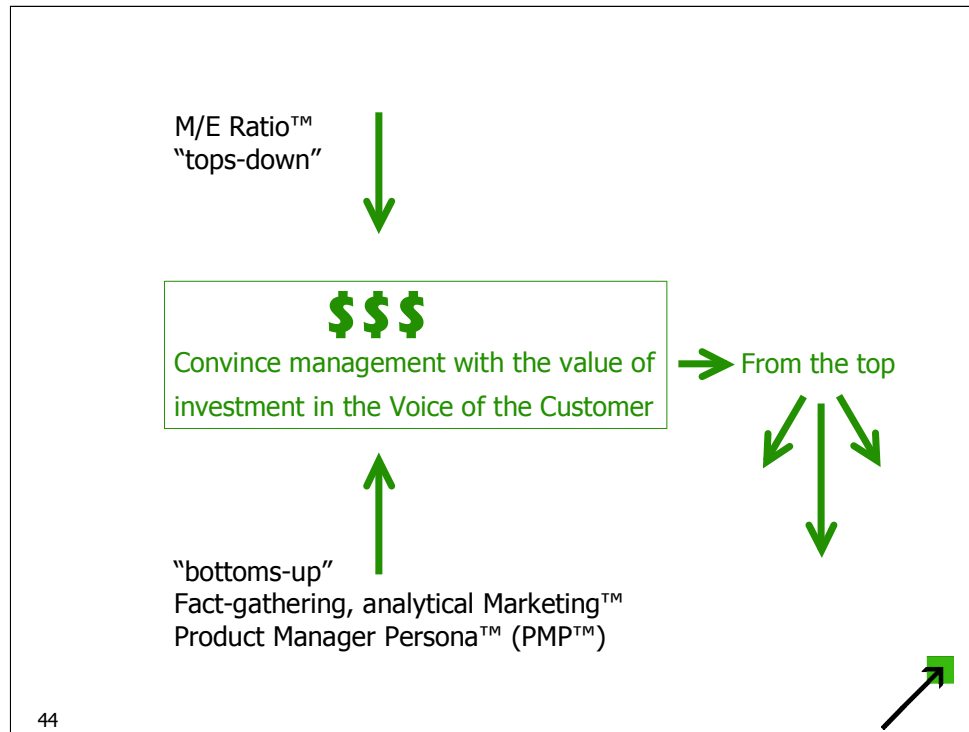 M/E Ratio™
“tops-down”
$$$
Convince management with the value of
investment in the Voice of the Customer
From the top
“bottoms-up”
Fact-gathering, analytical Marketing™
Product Manager Persona™ (PMP™)
44